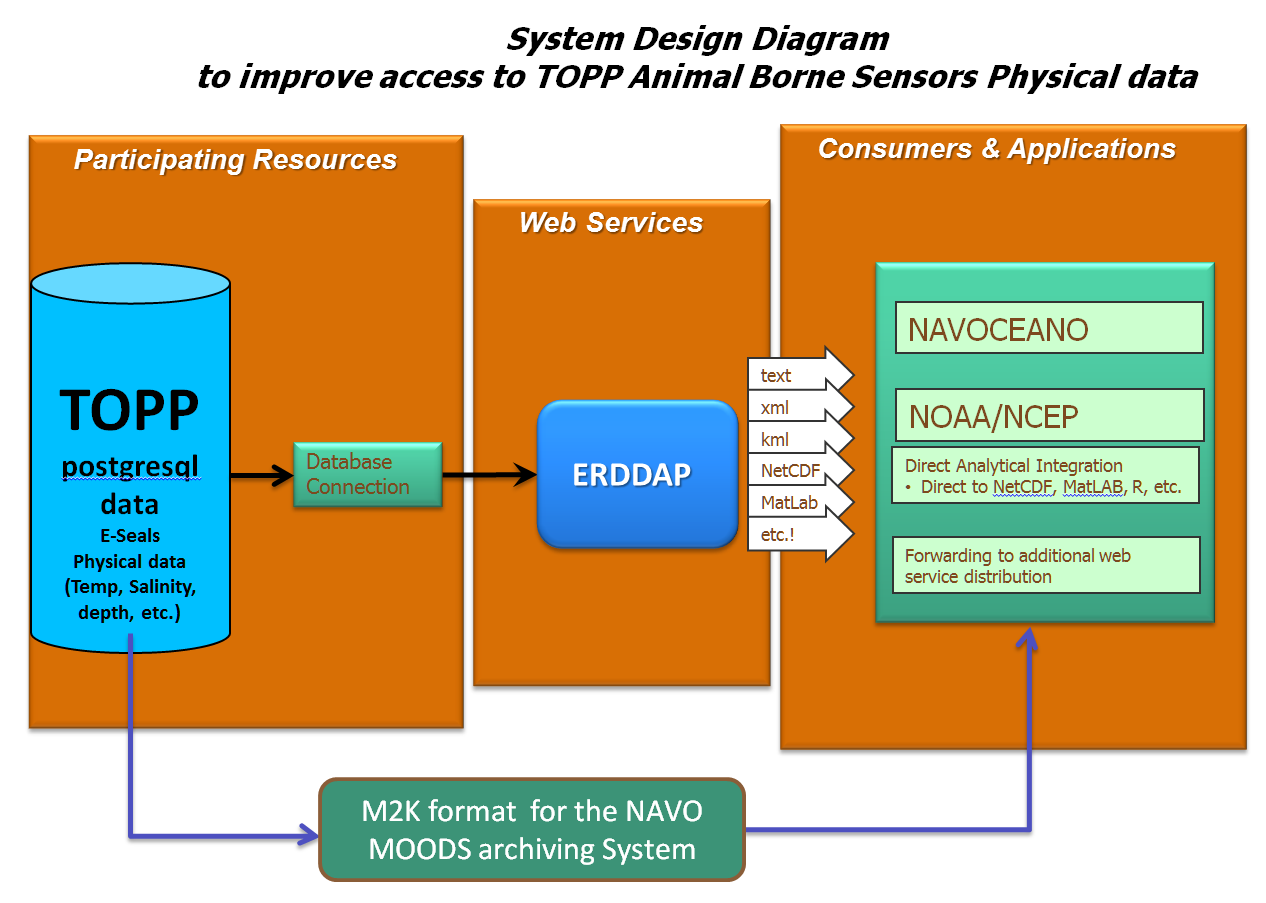 System Design Diagram
to improve access to TOPP Animal Borne Sensors Physical data
Participating Resources
TOPP
postgresql
data
E-Seals
Physical data
(Temp, Salinity,
depth, etc.)
Database
Connection
Web Services
ERDDAP
text
xml
kml
NetCDF
MatLab
etc.!
Consumers & Applications
NAVOCEANO
NOAA/NCEP
Direct Analytical Integration
• Direct to NetCDF, MatLAB, R, etc.
Forwarding to additional web
service distribution
M2K format  for the NAVO
MOODS archiving System